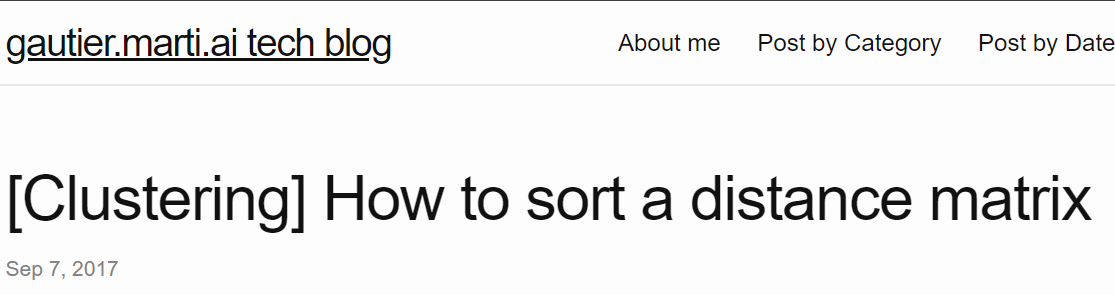 gautier.marti.ai tech blog About me Post by Category Post by Date
[Clustering] How to sort a distance matrix
Sep 7, 2017